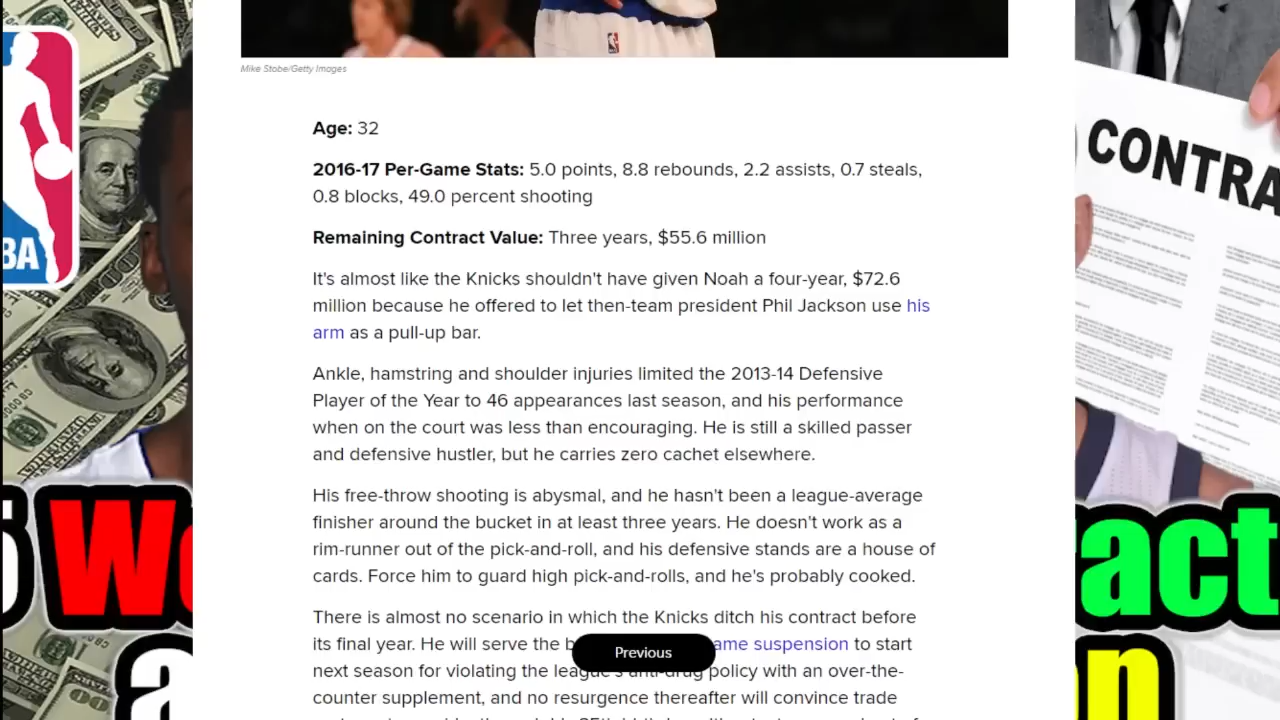 Mike Stobe/Getty Images
Age: 32
2016-17 Per-Game Stats: 5.0 points, 8.8 rebounds, 2.2 assists, 0.7 steals,
0.8 blocks, 49.0 percent shooting
Remaining Contract Value: Three years, $55.6 million
It's almost like the Knicks shouldn't have given Noah a four-year, $72.6
million because he offered to let then-team president Phil Jackson use his
arm as a pull-up bar.
Ankle, hamstring and shoulder injuries limited the 2013-14 Defensive
Player of the Year to 46 appearances last season, and his performance
when on the court was less than encouraging. He is still a skilled passer
and defensive hustler, but he carries zero cachet elsewhere.
His free-throw shooting is abysmal, and he hasn't been a league-average
finisher around the bucket in at least three years. He doesn't work as a
rim-runner out of the pick-and-roll, and his defensive stands are a house of
cards. Force him to guard high pick-and-rolls, and he's probably cooked.
There is almost no scenario in which the Knicks ditch his contract before
its final year. He will serve the b ame suspension to start
Previous
next season for violating the league's anti-drug policy with an over-the-
counter supplement, and no resurgence thereafter will convince trade
BA
CONTRA
We
a
act
n